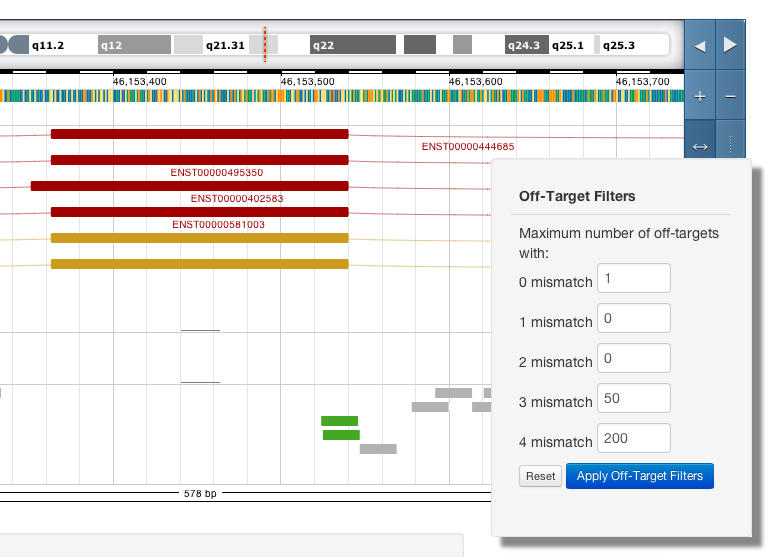 q11.2 q12 q21.31 q22 q24.3 q25.1 q25.3
46,153,400 46,153,500 46,153,600 46,153,700
ENST00000444685
ENST00000495350
ENST00000402583
ENST00000581003
578 bp
Off-Target Filters
Maximum number of off-targets
with:
0 mismatch 1
1 mismatch 0
2 mismatch 0
3 mismatch 50
4 mismatch 200
Reset Apply Off-Target Filters